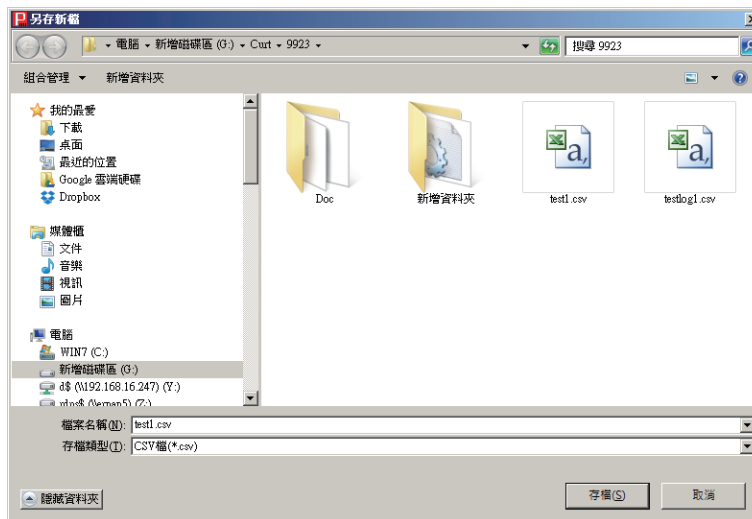 另存新檔
電腦 新增磁碟區 (G:) Curt 9923
搜尋 9923
組合管理 新增資料夾
我的最愛
下載
桌面
最近的位置
Google 雲端硬碟
Dropbox
媒體櫃
文件
音樂
視訊
圖片
電腦
WIN7 (C:)
新增磁碟區 (G:)
d$ (\\192.168.16.247) (Y:)
Doc
新增資料夾
test1.csv
testlog1.csv
檔案名稱(N): test1.csv
存檔類型(T): CSV檔(*.csv)
隱藏資料夾
存檔(S)
取消